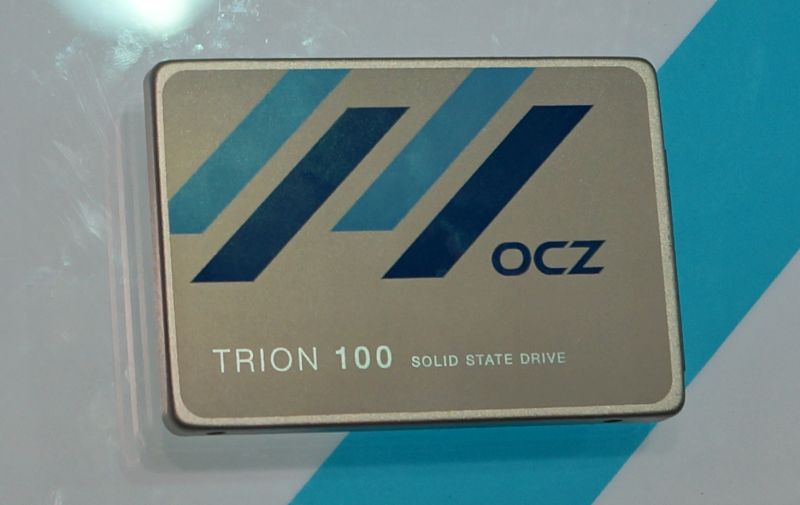 OCZ
TRION 100 SOLID STATE DRIVE